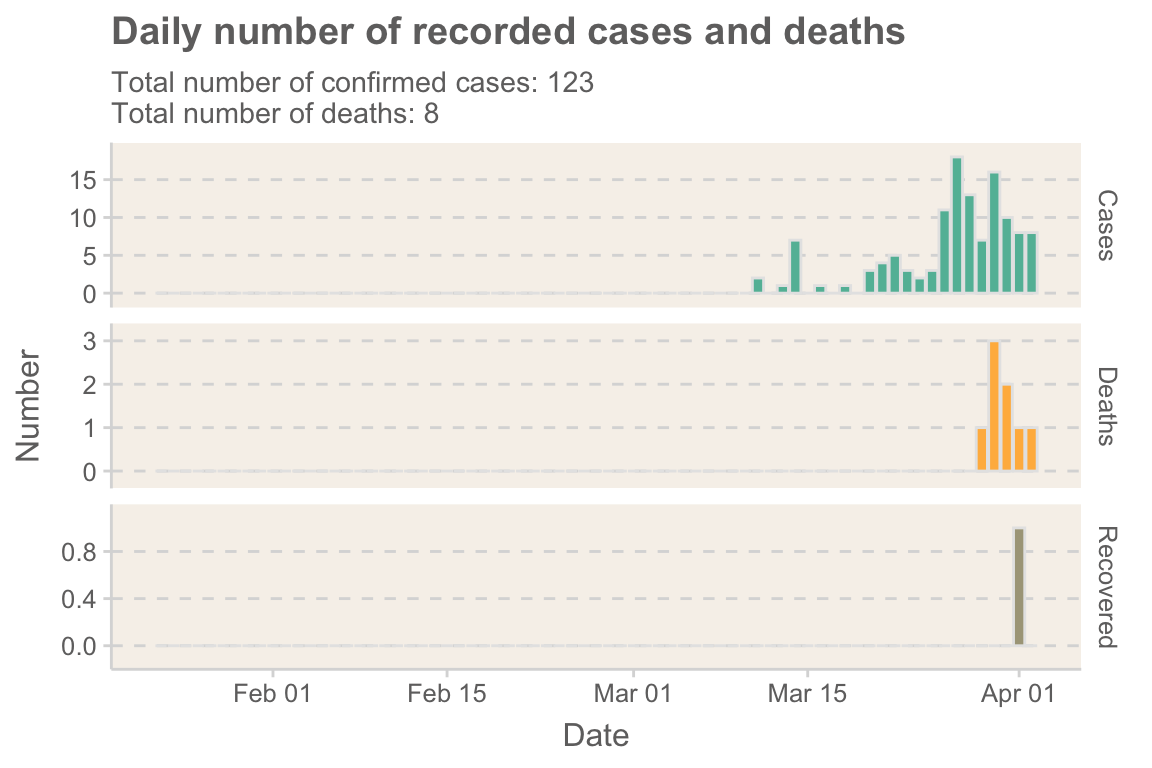 Daily number of recorded cases and deaths
Total number of confirmed cases: 123
Total number of deaths: 8
15
10
5
0
Cases
3
2
1
0
Deaths
0.8
0.4
0.0
Recovered
Number
Feb 01 Feb 15 Mar 01 Mar 15 Apr 01
Date